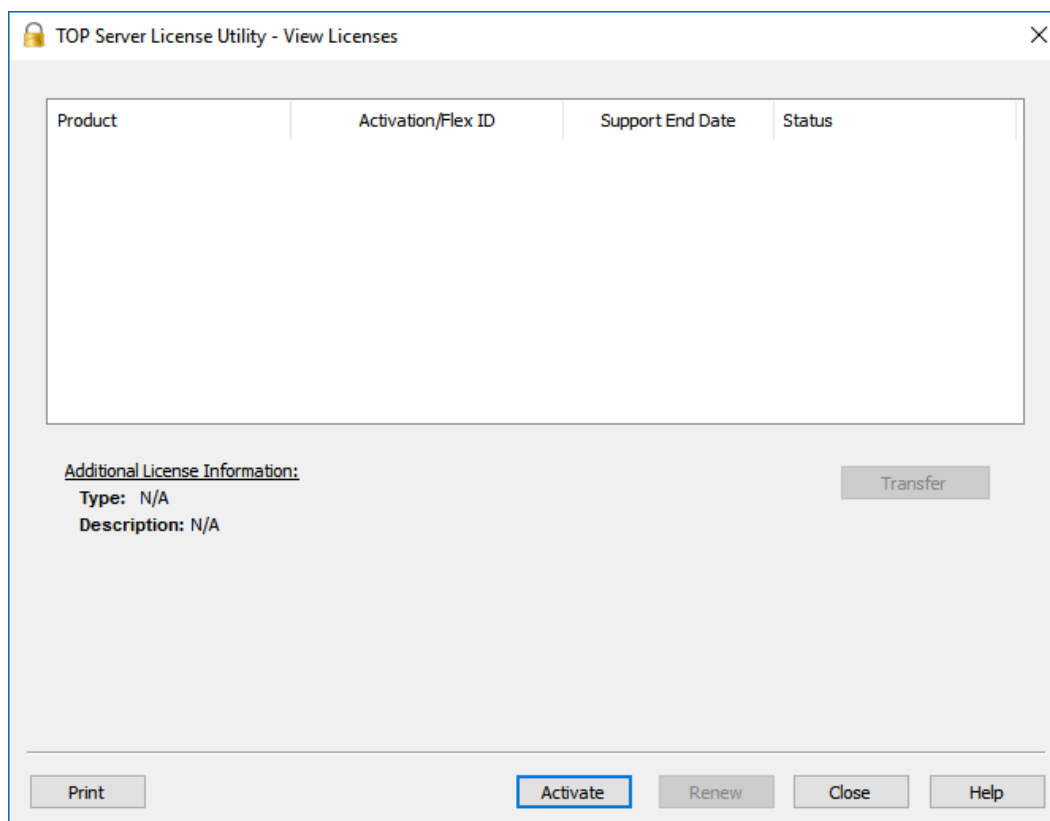 TOP Server License Utility - View Licenses
Product Activation/Flex ID Support End Date Status
Additional License Information:
Type: N/A
Transfer
Description: N/A
Print Activate Renew Close Help